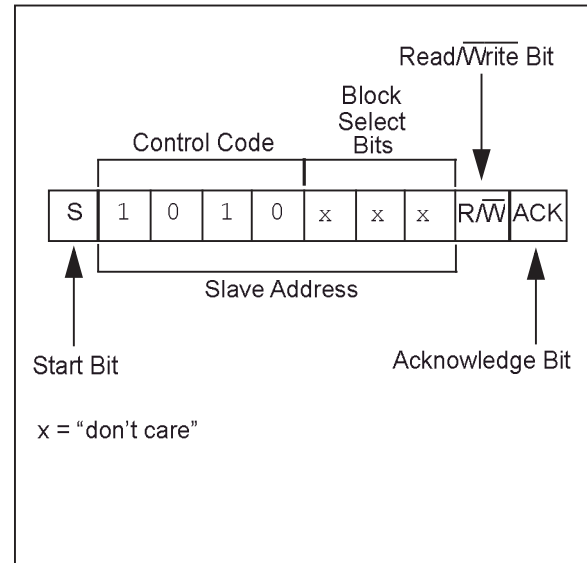 Read/Write Bit
Block
Select
Bits
Control Code
S 1 0 1 0 x x x R/W ACK
Slave Address
Start Bit
Acknowledge Bit
x = “don’t care”